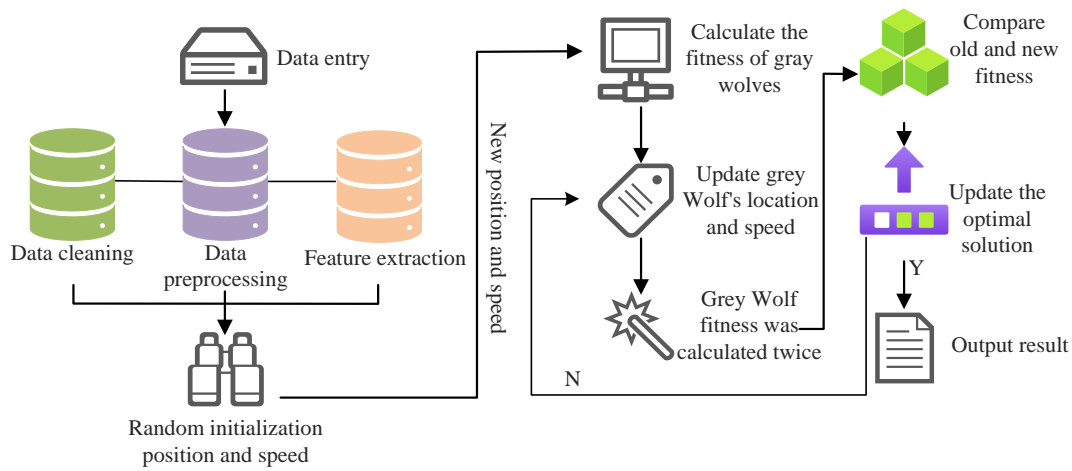 Data entry
Data cleaning
Data
preprocessing
Feature extraction
Random initialization
position and speed
New position and speed
Calculate the
fitness of gray
wolves
Update grey
Wolf's location
and speed
Grey Wolf
fitness was
calculated twice
Compare
old and new
fitness
Update the
optimal
solution
Y
N
Output result